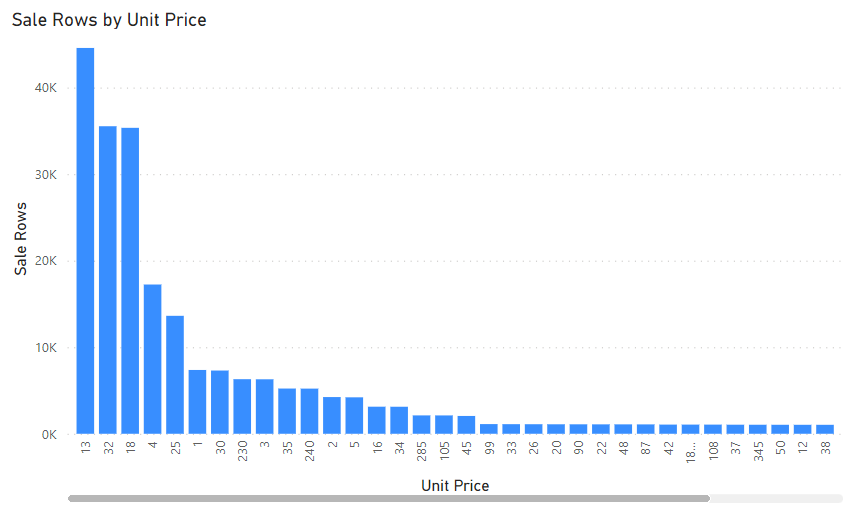 Sale Rows by Unit Price
40K
30K
20K
10K
0K
Sale Rows
13 32 18 4 25 1 30 230 3 35 240 2 5 16 34 285 105 45 99 33 26 20 90 22 48 87 42 18... 108 37 345 50 12 38
Unit Price